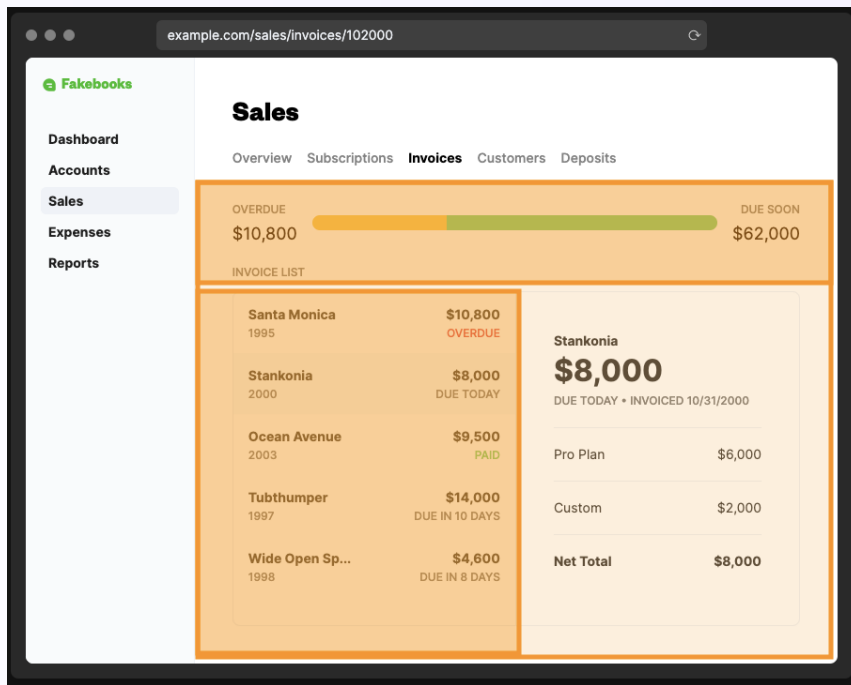 example.com/sales/invoices/102000
Fakebooks
Dashboard
Accounts
Sales
Expenses
Reports
Sales
Overview Subscriptions Invoices Customers Deposits
OVERDUE
$10,800
DUE SOON
$62,000
INVOICE LIST
Santa Monica $10,800
1995 OVERDUE
Stankonia $8,000
2000 DUE TODAY
Ocean Avenue $9,500
2003 PAID
Tubthumper $14,000
1997 DUE IN 10 DAYS
Wide Open Sp... $4,600
1998 DUE IN 8 DAYS
Stankonia
$8,000
DUE TODAY • INVOICED 10/31/2000
Pro Plan $6,000
Custom $2,000
Net Total $8,000